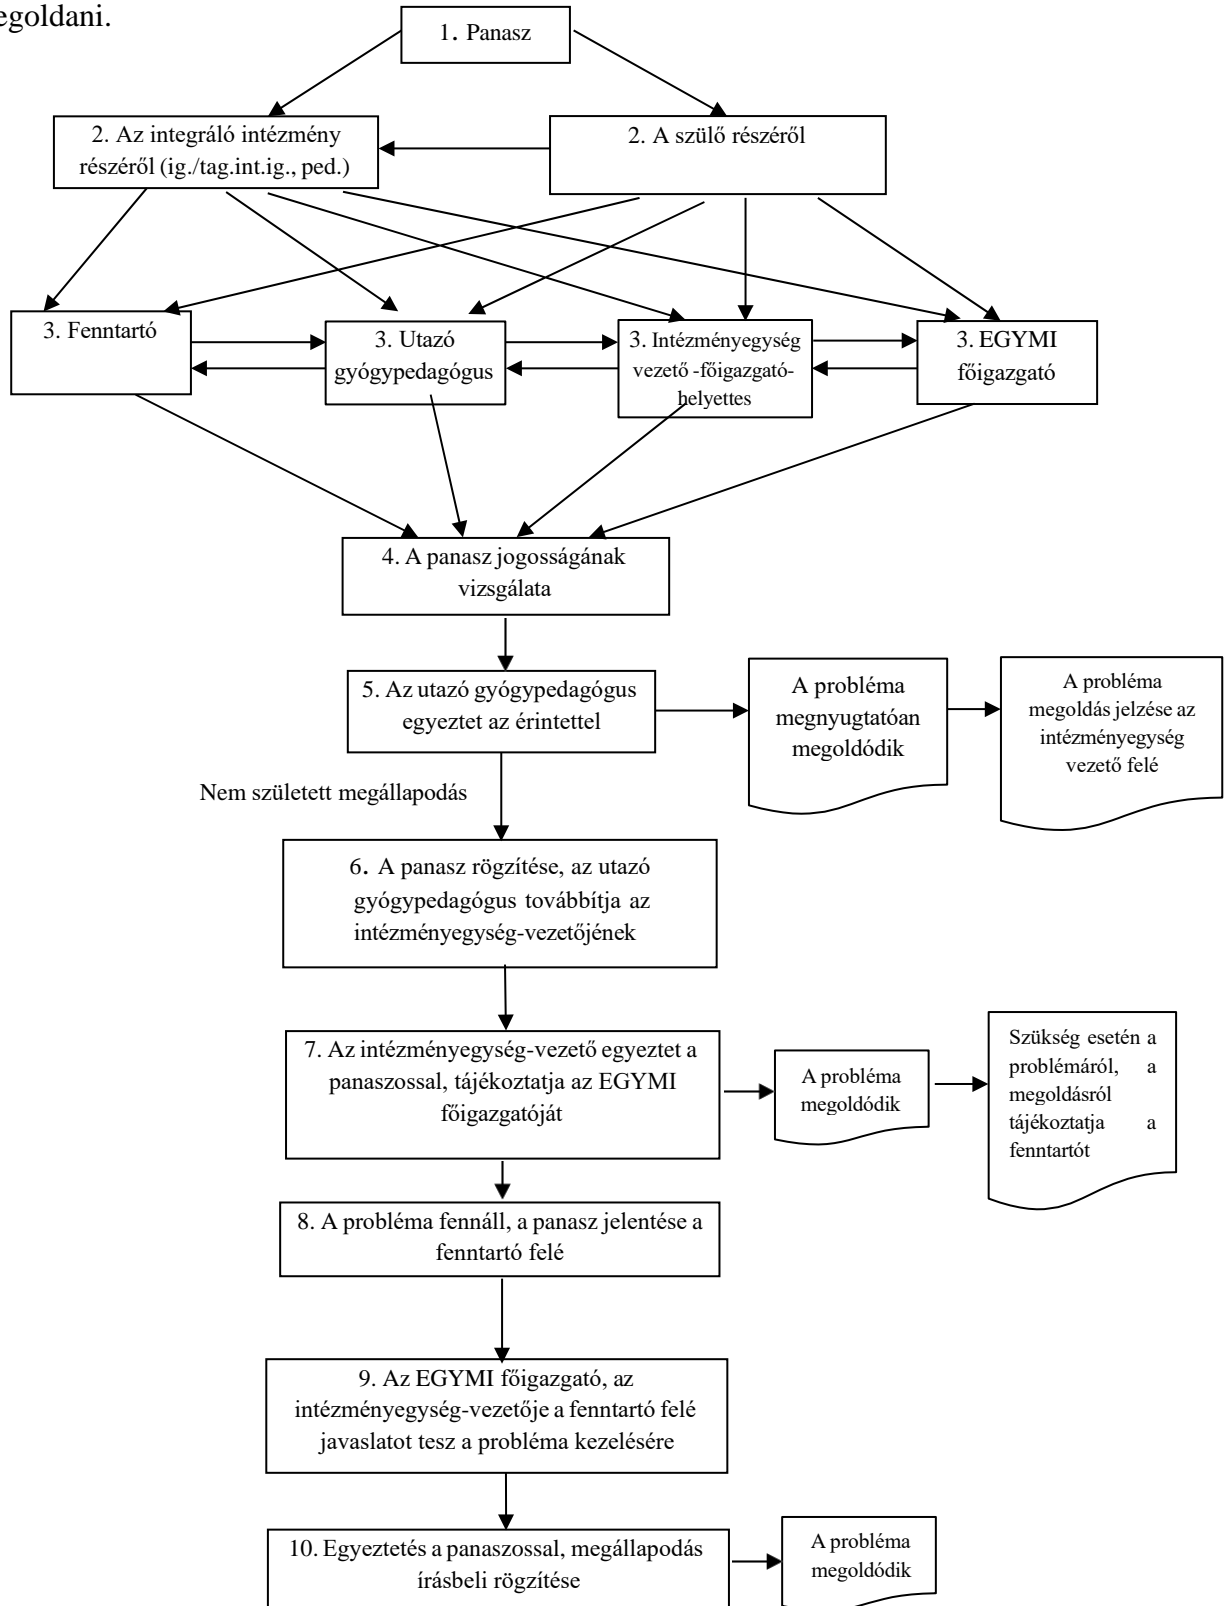 egoldani.
1. Panasz
2. Az integráló intézmény
részéről (ig./tag.int.ig., ped.)
2. A szülő részéről
3. Fenntartó
3. Utazó
gyógypedagógus
3. Intézményegység
vezető -főigazgató-
helyettes
3. EGYMI
főigazgató
4. A panasz jogosságának
vizsgálata
5. Az utazó gyógypedagógus
egyeztet az érintettel
A probléma
megnyugtatóan
megoldódik
A probléma
megoldás jelzése az
intézményegység
vezető felé
Nem született megállapodás
6. A panasz rögzítése, az utazó
gyógypedagógus továbbítja az
intézményegység-vezetőjének
7. Az intézményegység-vezető egyeztet a
panaszossal, tájékoztatja az EGYMI
főigazgatóját
A probléma
megoldódik
Szükség esetén a
problémáról, a
megoldásról
tájékoztatja a
fenntartót
8. A probléma fennáll, a panasz jelentése a
fenntartó felé
9. Az EGYMI főigazgató, az
intézményegység-vezetője a fenntartó felé
javaslatot tesz a probléma kezelésére
10. Egyeztetés a panaszossal, megállapodás
írásbeli rögzítése
A probléma
megoldódik